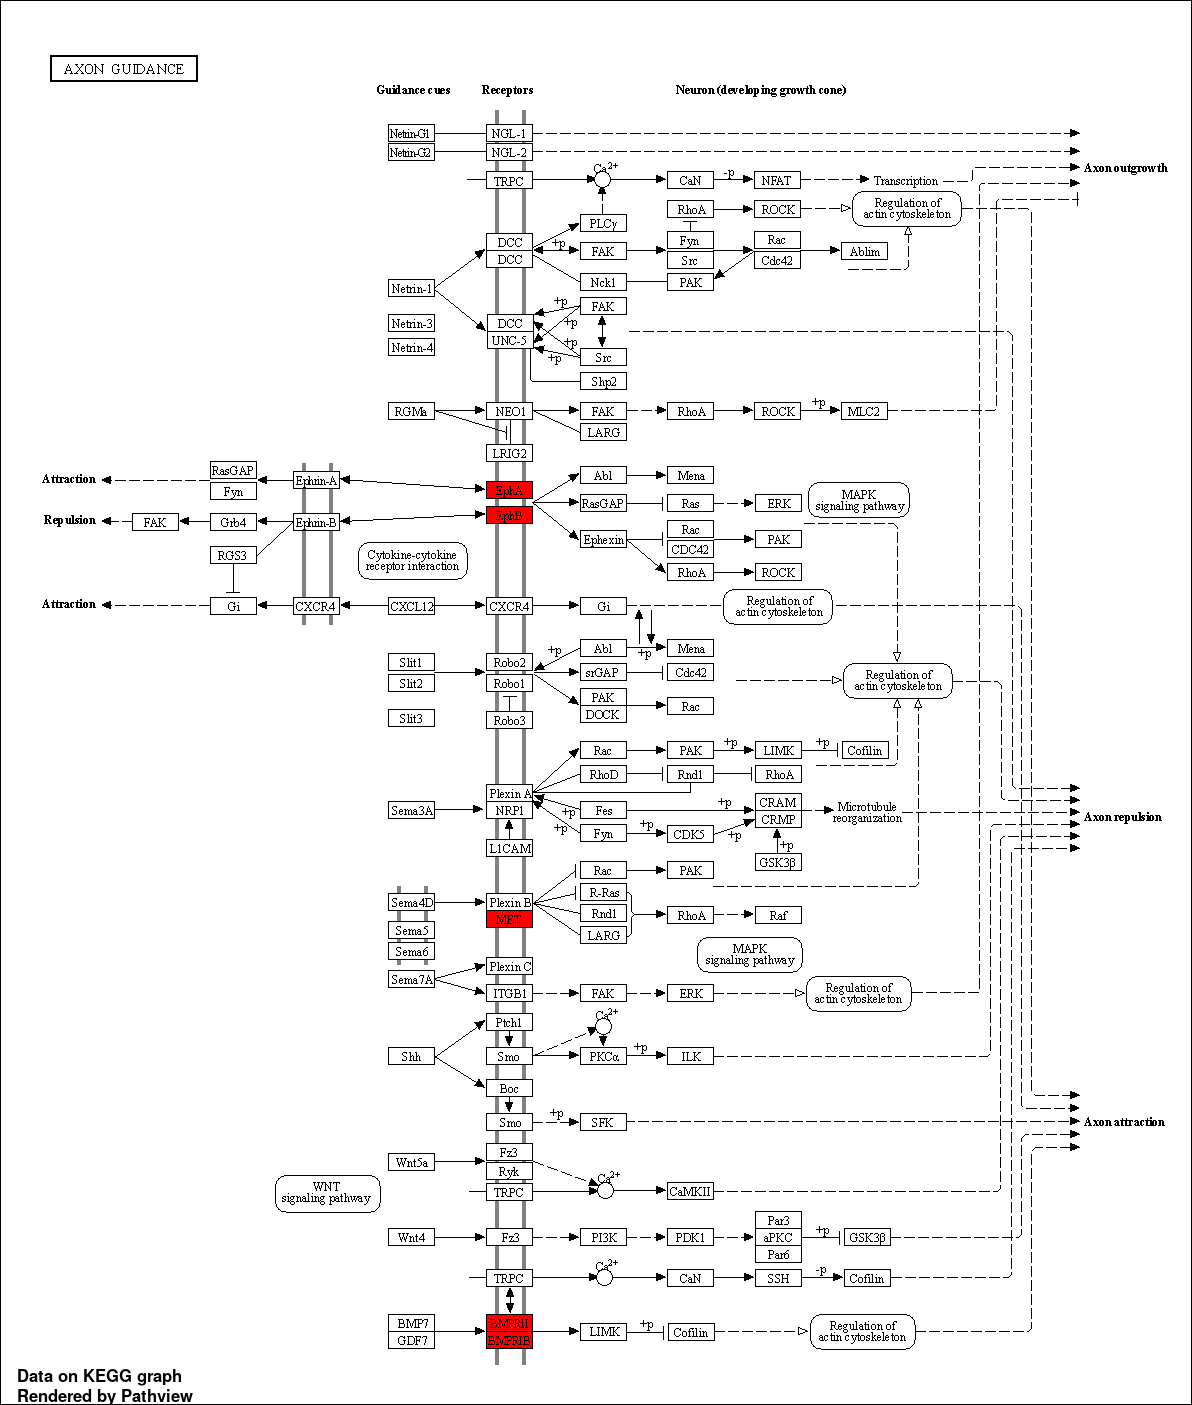 AXON GUIDANCE
Guidance cues Receptors Neuron (developing growth cone)
Netrin-G1 NGL-1
Netrin-G2 NGL-2
Axon outgrowth
Ca2+
TRPC CaN -p NFAT Transcription
RhoA ROCK Regulation of
actin cytoskeleton
PLCγ
DCC +p FAK Fyn Rac Ablim
DCC Src Cdc42
Netrin-1 Nck1 PAK
+p FAK
Netrin-3 DCC +p
Netrin-4 UNC-5 +p
+p Src
Shp2
RGMa NEO1 FAK RhoA ROCK +p MLC2
LARG
LRIG2
Attraction RasGAP Ephrin-A EphA Abl Mena
Fyn
RasGAP Ras ERK MAPK
signaling pathway
Repulsion FAK Grb4 Ephrin-B EphB
Ephexin Rac PAK
CDC42
RGS3 Cytokine-cytokine
receptor interaction
RhoA ROCK
Attraction Gi CXCR4 CXCL12 CXCR4 Gi Regulation of
actin cytoskeleton
+p Abl +p Mena
Slit1 Robo2 srGAP Cdc42
Slit2 Robo1 PAK Rac
DOCK
Regulation of
actin cytoskeleton
Slit3 Robo3
Rac PAK +p LIMK +p Cofilin
RhoD Rnd1 RhoA
Plexin A
Sema3A NRP1 +p Fes +p CRAM Microtubule
reorganization
CRMP
+p Fyn +p CDK5 +p
+p
L1CAM GSK3β
Axon repulsion
Rac PAK
Sema4D Plexin B R-Ras
MET Rnd1 RhoA Raf
Sema5 LARG
Sema6 MAPK
signaling pathway
Sema7A Plexin C
ITGB1 FAK ERK Regulation of
actin cytoskeleton
Ptch1 Ca2+
Shh Smo PKCα +p ILK
Boc
Smo +p SFK
Axon attraction
Wnt5a Fz3
Ryk
Ca2+
TRPC CaMKII
WNT
signaling pathway
Wnt4 Fz3 PI3K PDK1 Par3
aPKC +p GSK3β
Par6
Ca2+
TRPC CaN SSH -p Cofilin
BMP7 BMPRII
GDF7 BMPRIB LIMK +p Cofilin Regulation of
actin cytoskeleton
Data on KEGG graph
Rendered by Pathview